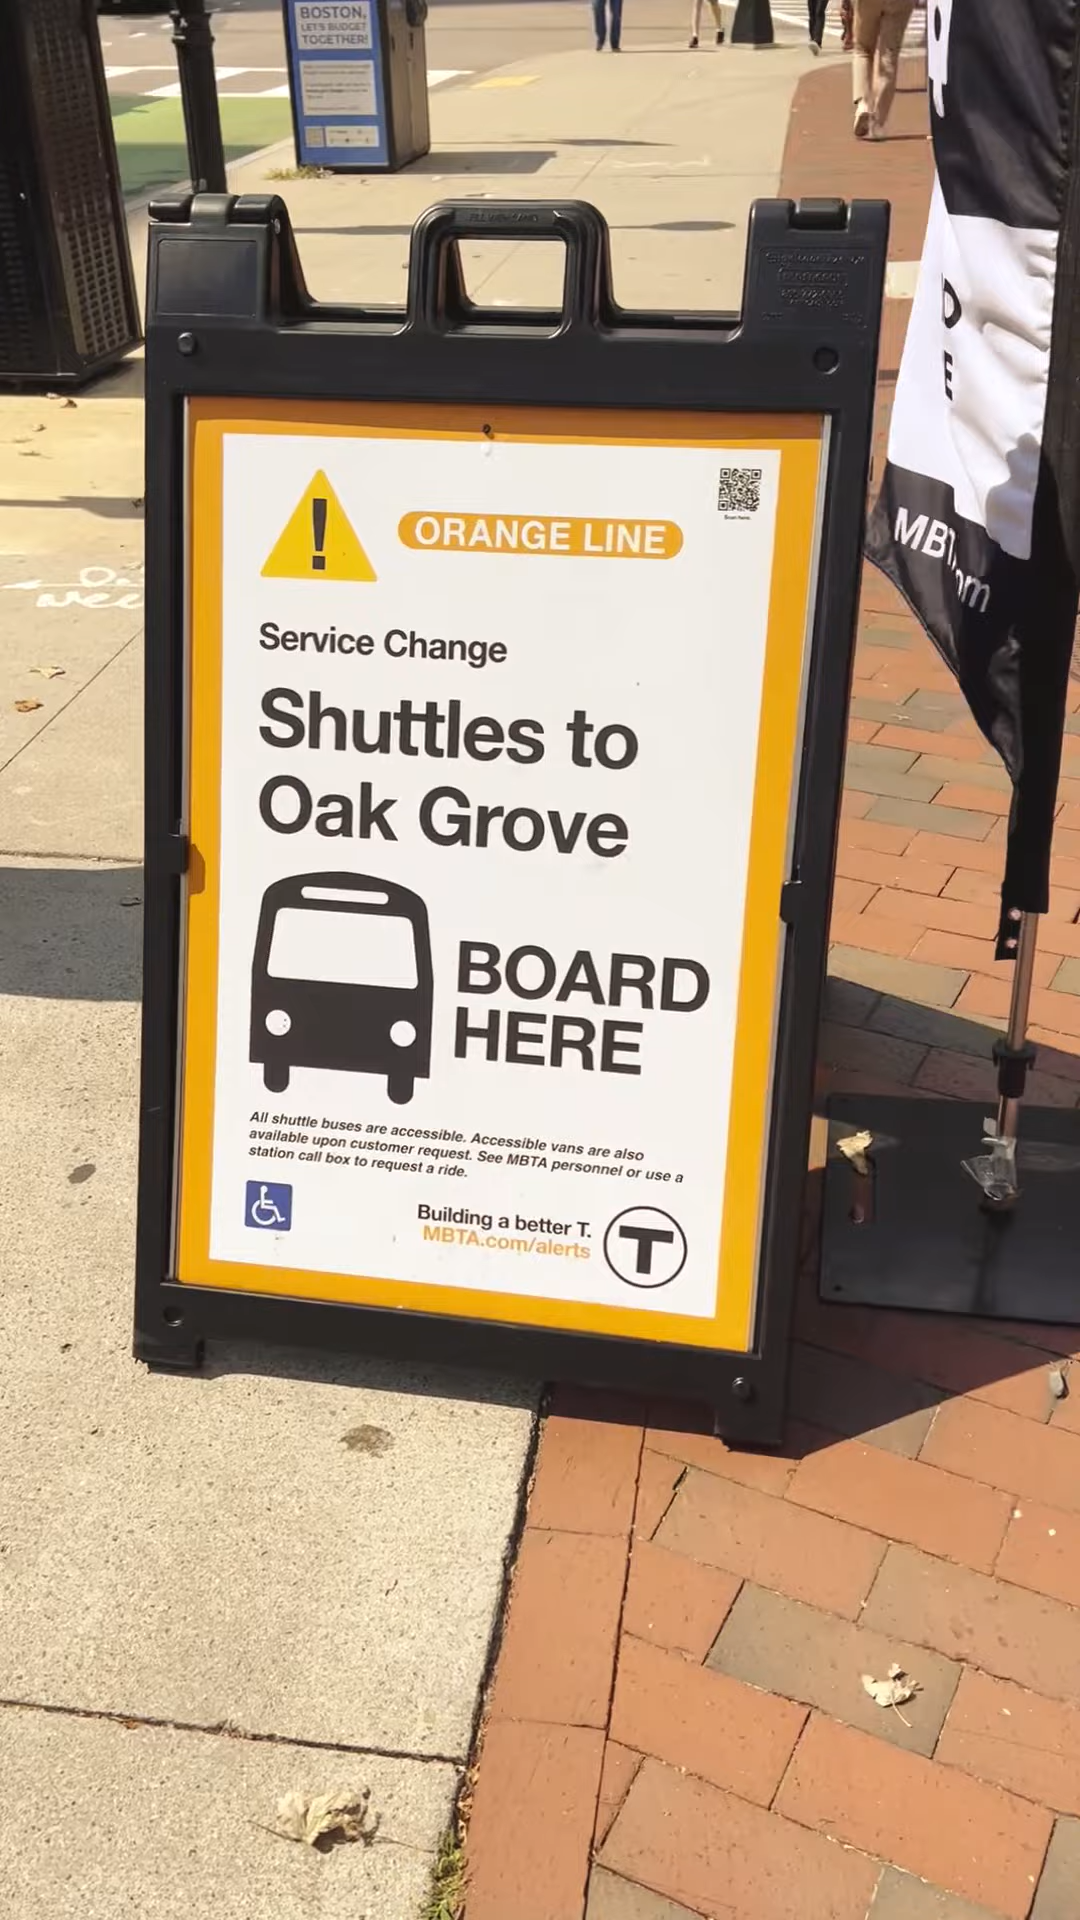 BOSTON,
LET'S BUDGET
TOGETHER!
ORANGE LINE
Scan here.
Service Change
Shuttles to
Oak Grove
BOARD
HERE
All shuttle buses are accessible. Accessible vans are also
available upon customer request. See MBTA personnel or use a
station call box to request a ride.
Building a better T.
MBTA.com/alerts
T
D
E